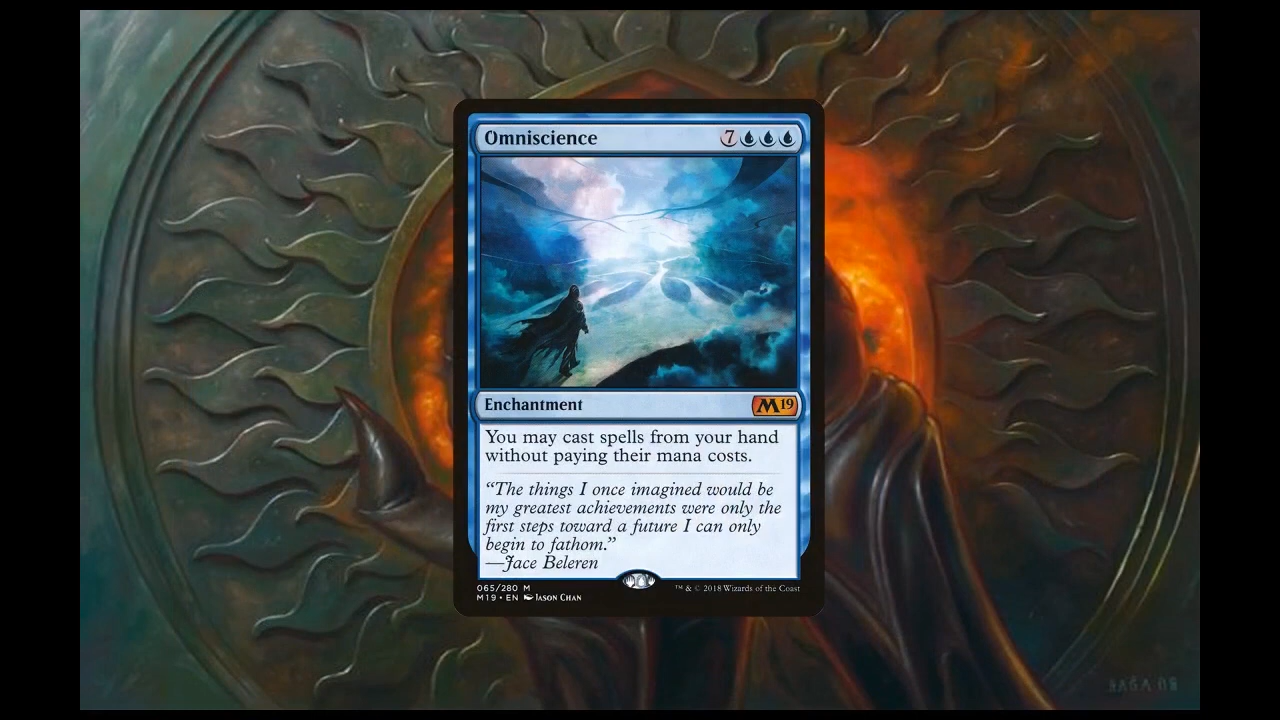 Omniscience 7
Enchantment M19
You may cast spells from your hand
without paying their mana costs.
“The things I once imagined would be
my greatest achievements were only the
first steps toward a future I can only
begin to fathom.”
—Jace Beleren
065/280 M
M19 • EN Jason Chan
™ & © 2018 Wizards of the Coast